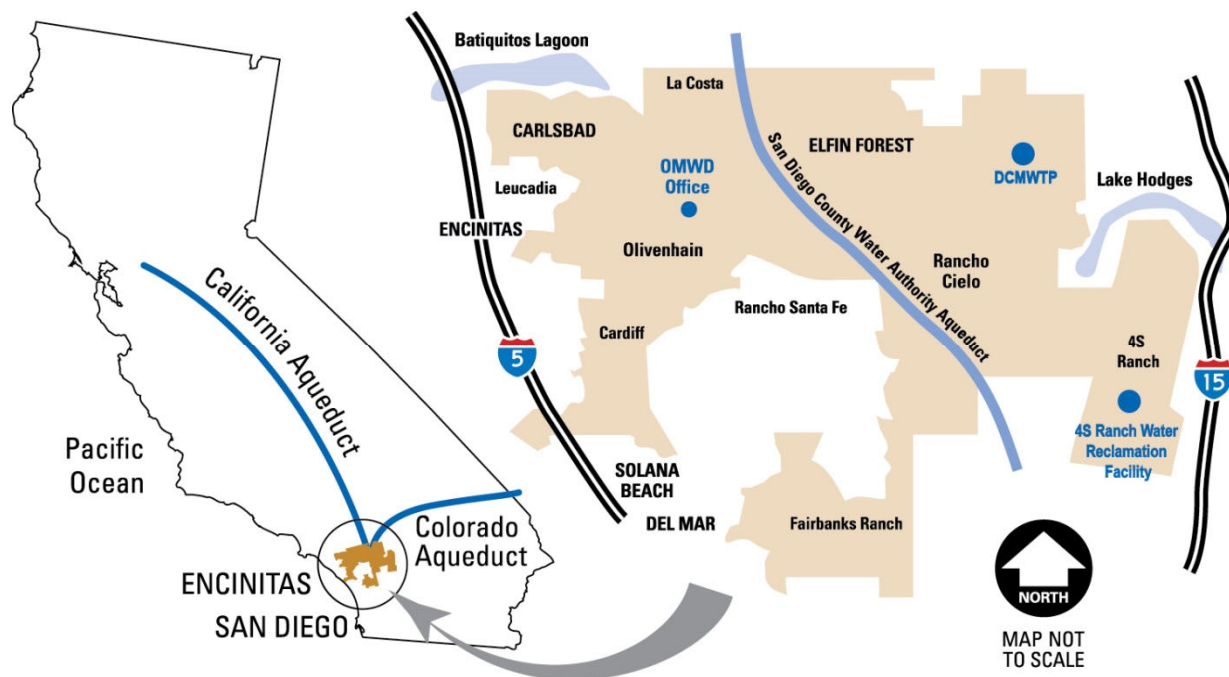 Batiquitos Lagoon
La Costa
CARLSBAD
ELFIN FOREST
OMWD
Office
DCMWTP
Leucadia
Lake Hodges
ENCINITAS
Olivenhain
San Diego County Water Authority Aqueduct
Rancho
Cielo
Rancho Santa Fe
Cardiff
4S
Ranch
5
15
4S Ranch Water
Reclamation
Facility
SOLANA
BEACH
DEL MAR
Fairbanks Ranch
California Aqueduct
Pacific
Ocean
Colorado
Aqueduct
ENCINITAS
SAN DIEGO
NORTH
MAP NOT
TO SCALE